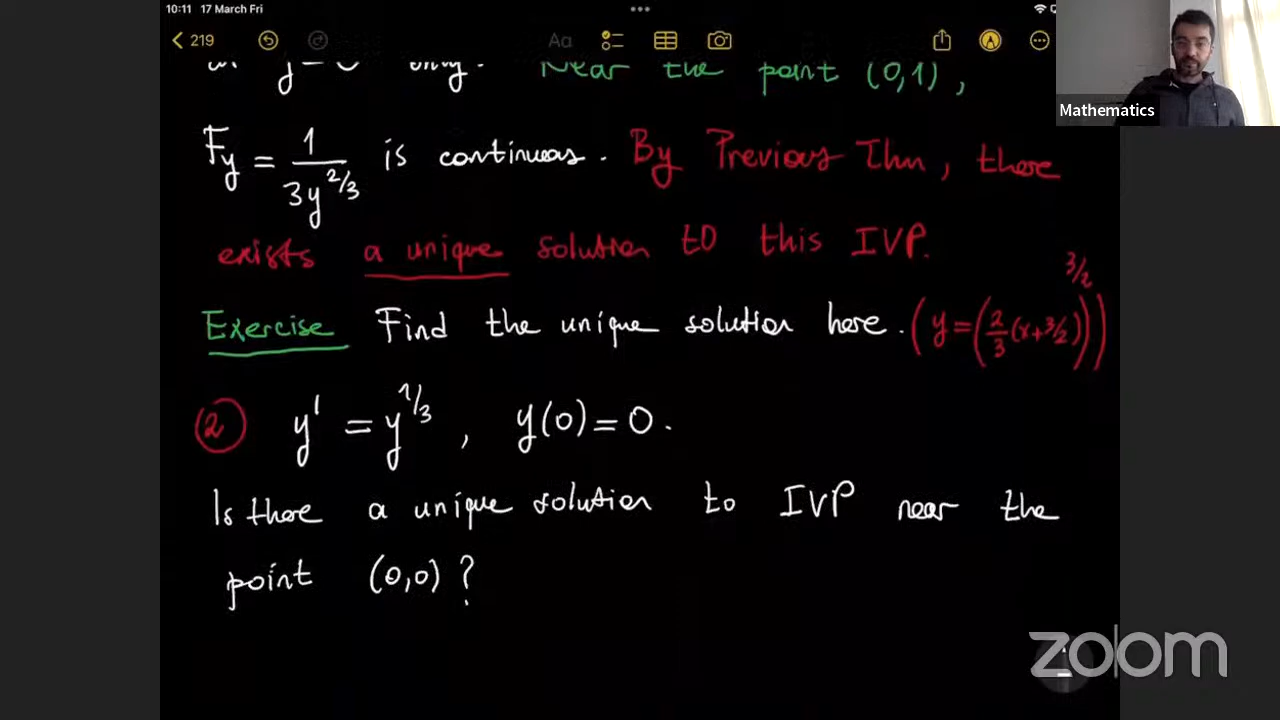 10:11 17 March Fri
219
Aa
Near the point (0,1),
Mathematics
Fy = 1/(3y^2/3) is continuous. By Previous Thm, there
exists a unique solution to this IVP.
Exercise Find the unique solution here. (y=(2/3(x+3/2))^3/2)
2 y' = y^1/3, y(0)=0.
Is there a unique solution to IVP near the
point (0,0)?
zoom